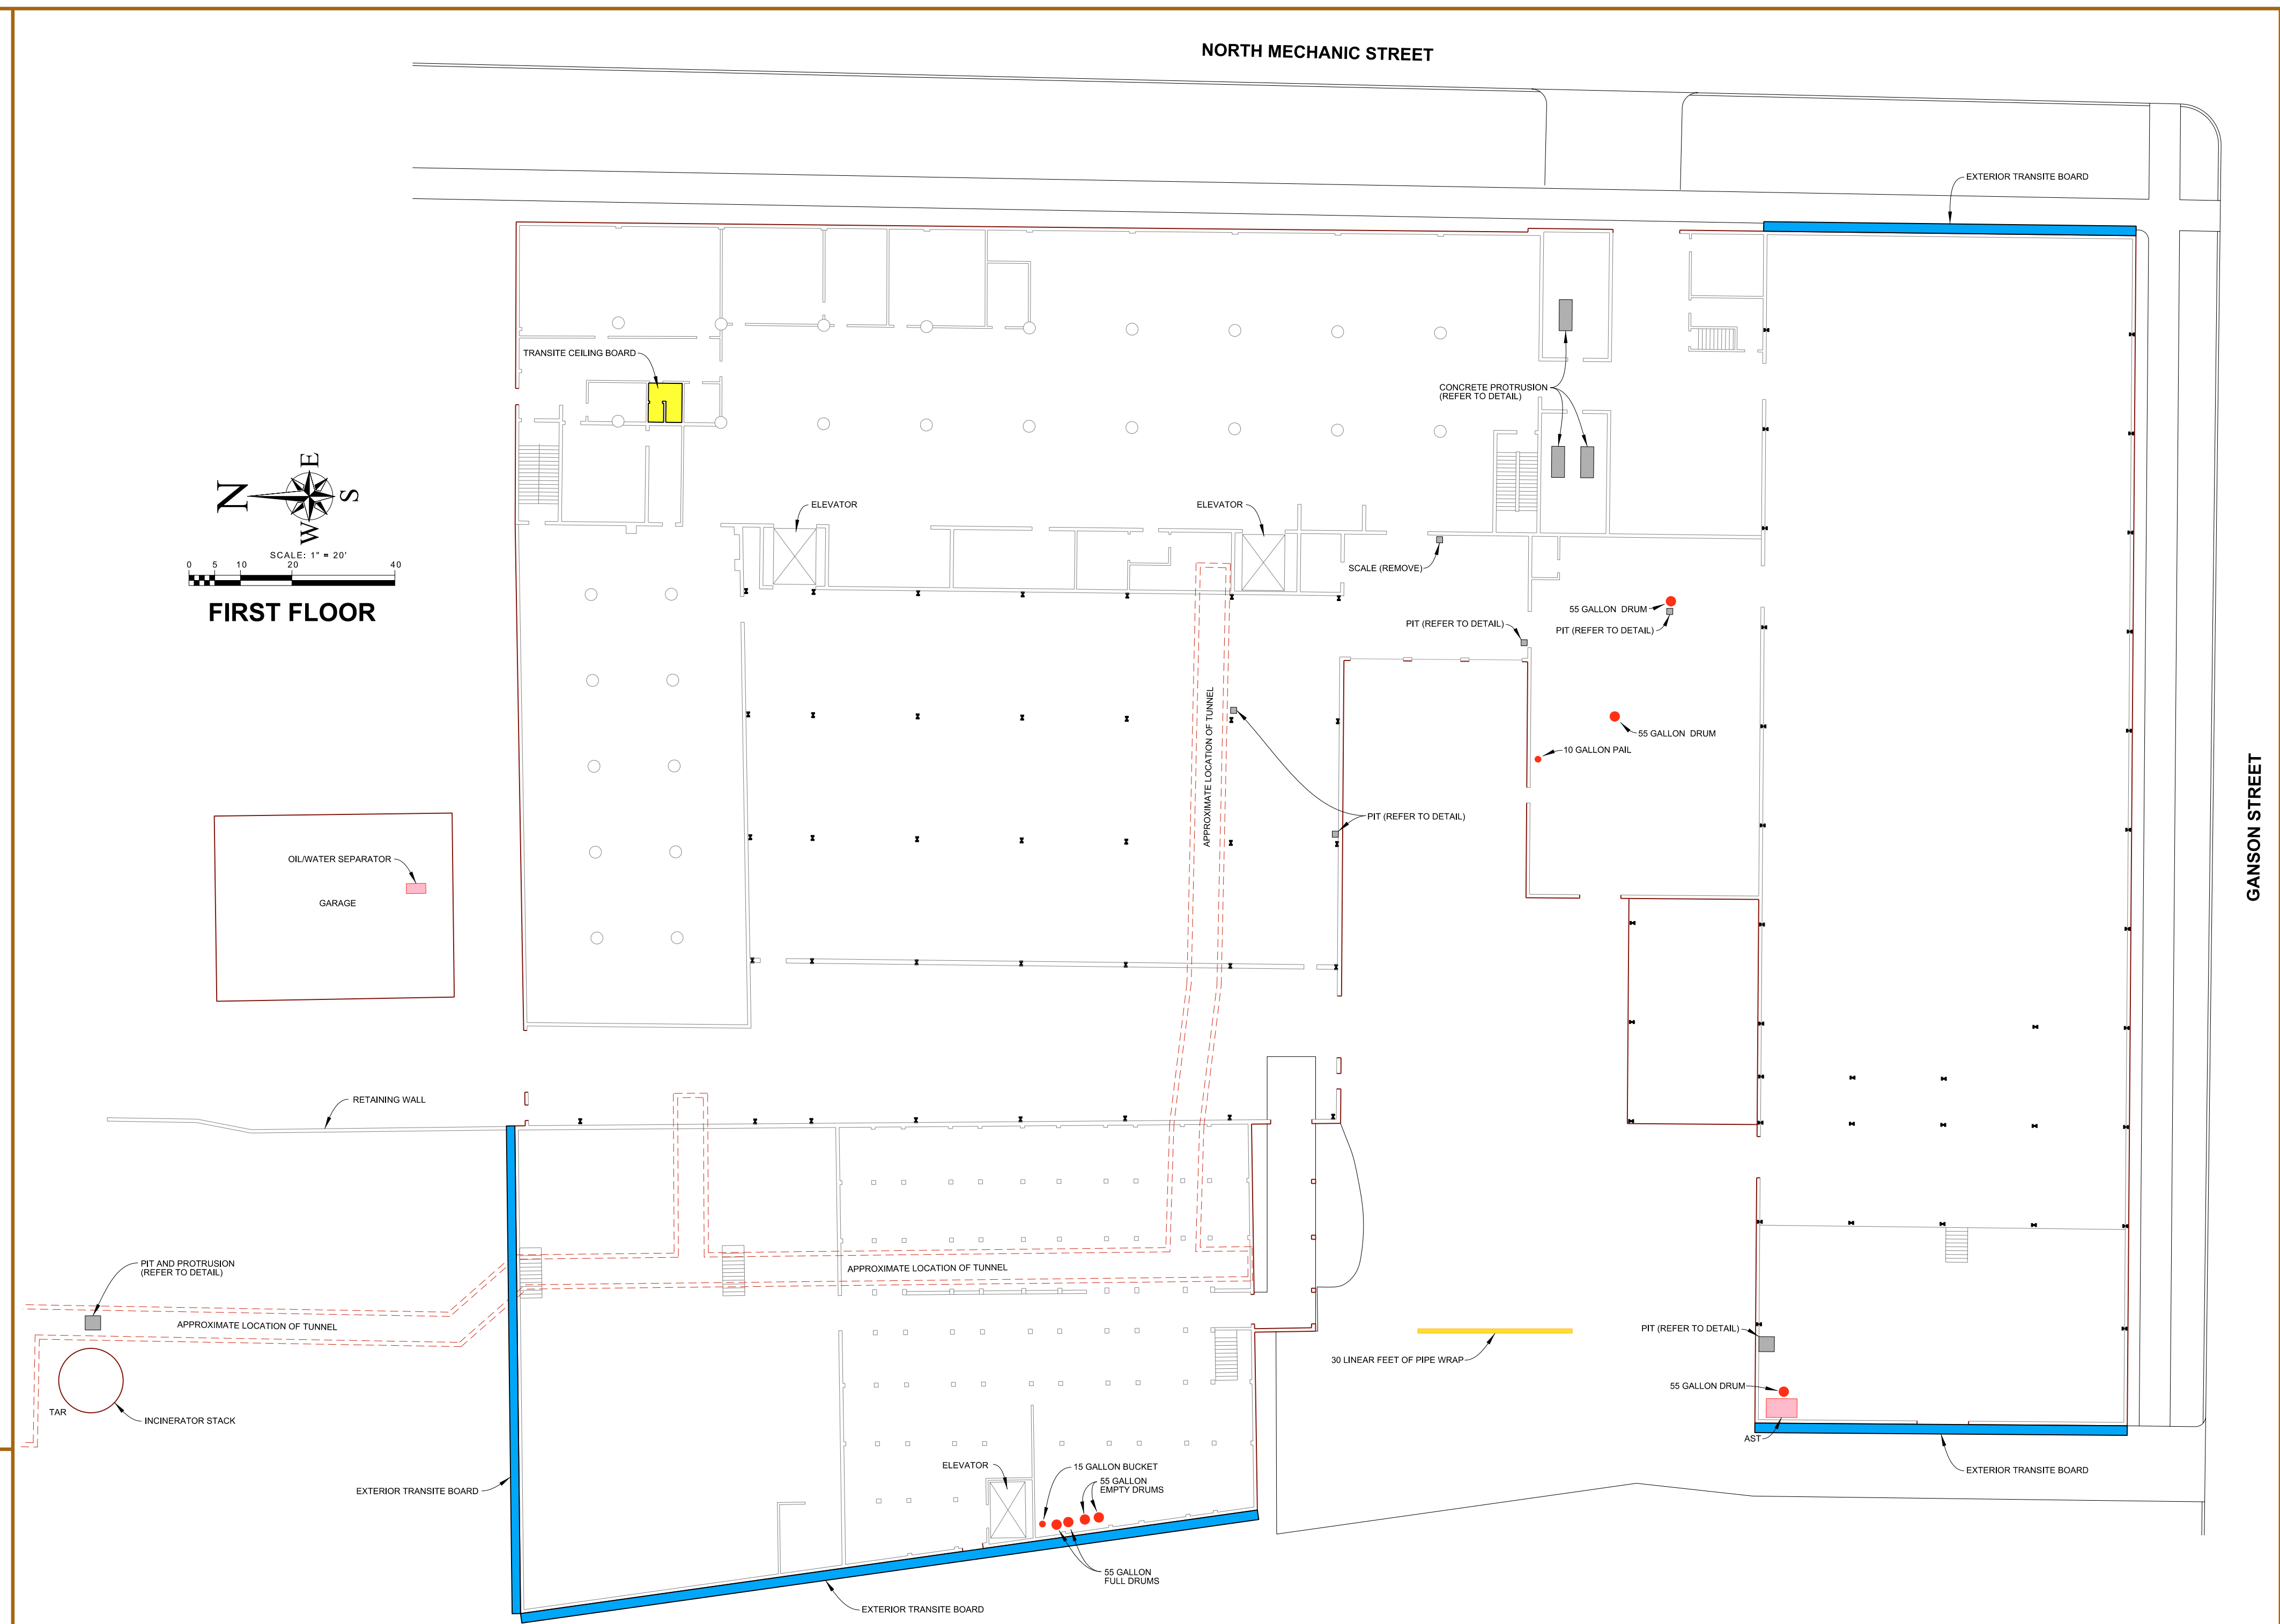 NORTH MECHANIC STREET
EXTERIOR TRANSITE BOARD
TRANSITE CEILING BOARD
CONCRETE PROTRUSION
(REFER TO DETAIL)
N
E
S
W
SCALE: 1" = 20'
0 5 10 20 40
FIRST FLOOR
ELEVATOR
ELEVATOR
SCALE (REMOVE)
55 GALLON DRUM
PIT (REFER TO DETAIL)
PIT (REFER TO DETAIL)
55 GALLON DRUM
10 GALLON PAIL
APPROXIMATE LOCATION OF TUNNEL
PIT (REFER TO DETAIL)
GANSON STREET
OIL/WATER SEPARATOR
GARAGE
RETAINING WALL
PIT AND PROTRUSION
(REFER TO DETAIL)
APPROXIMATE LOCATION OF TUNNEL
APPROXIMATE LOCATION OF TUNNEL
TAR
INCINERATOR STACK
30 LINEAR FEET OF PIPE WRAP
PIT (REFER TO DETAIL)
55 GALLON DRUM
AST
EXTERIOR TRANSITE BOARD
EXTERIOR TRANSITE BOARD
ELEVATOR
15 GALLON BUCKET
55 GALLON
EMPTY DRUMS
55 GALLON
FULL DRUMS
EXTERIOR TRANSITE BOARD